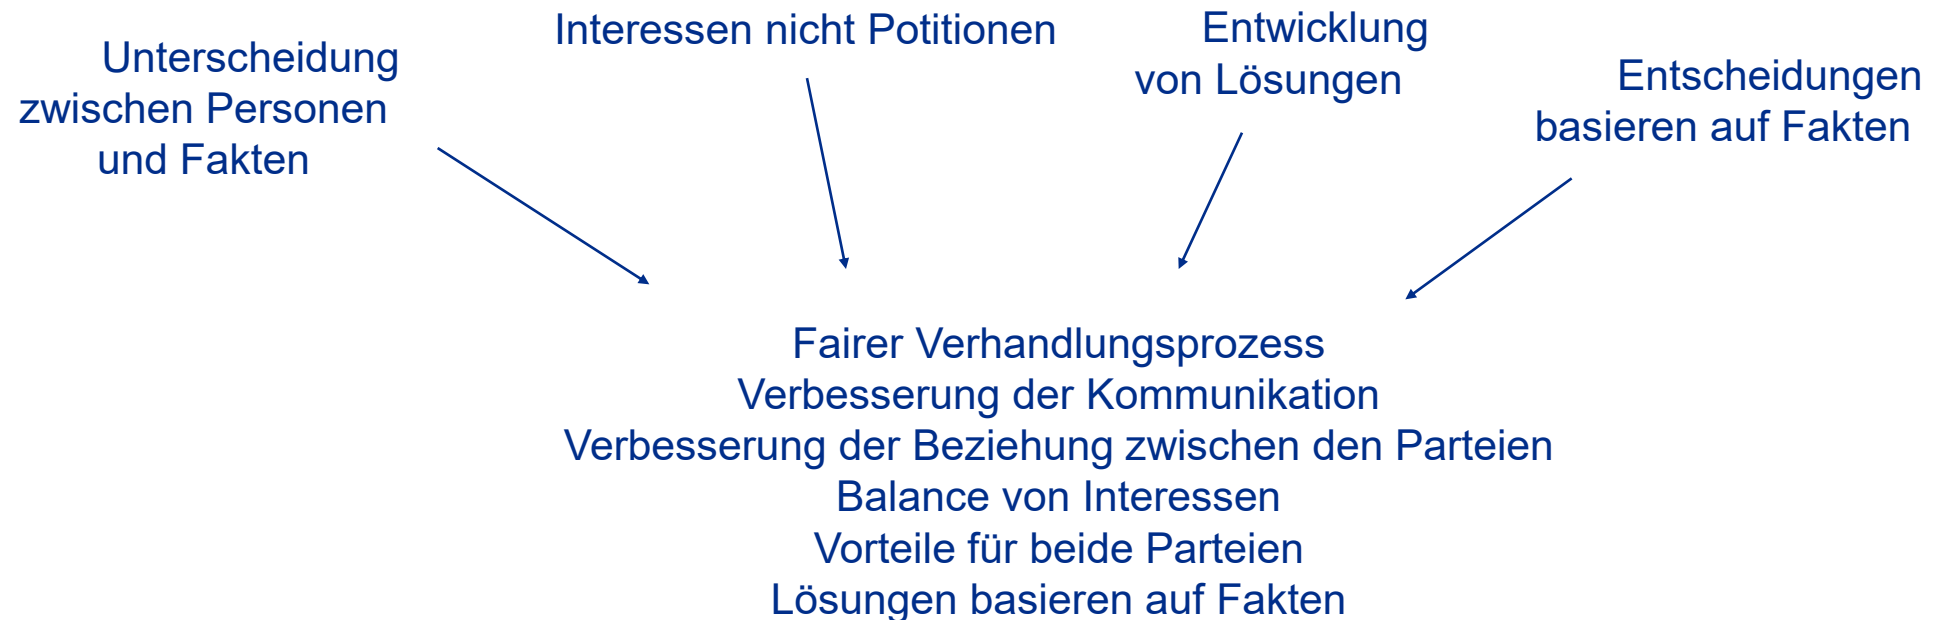 Unterscheidung
zwischen Personen
und Fakten
Interessen nicht Potitionen
Entwicklung
von Lösungen
Entscheidungen
basieren auf Fakten
Fairer Verhandlungsprozess
Verbesserung der Kommunikation
Verbesserung der Beziehung zwischen den Parteien
Balance von Interessen
Vorteile für beide Parteien
Lösungen basieren auf Fakten